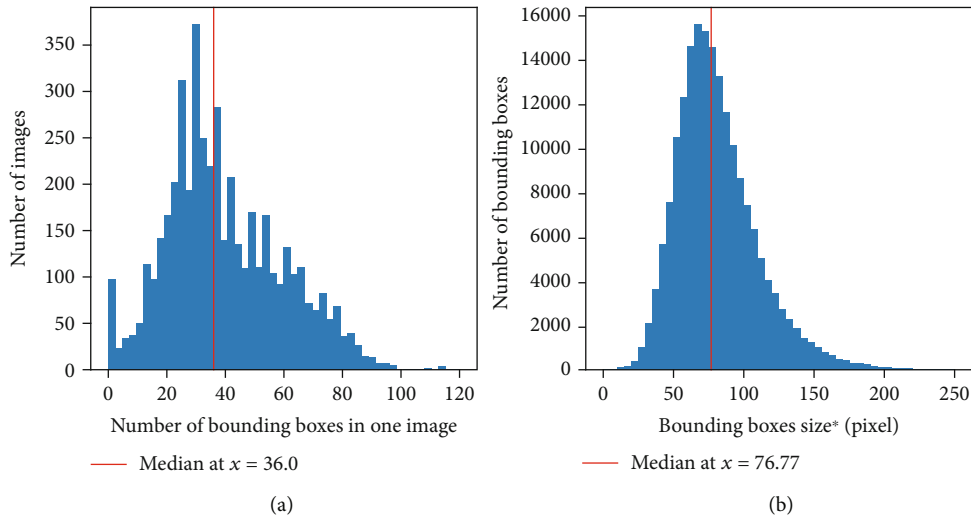 350
300
250
200
150
100
50
0
Number of images
0 20 40 60 80 100 120
Number of bounding boxes in one image
Median at x = 36.0
(a)
16000
14000
12000
10000
8000
6000
4000
2000
0
Number of bounding boxes
0 50 100 150 200 250
Bounding boxes size* (pixel)
Median at x = 76.77
(b)